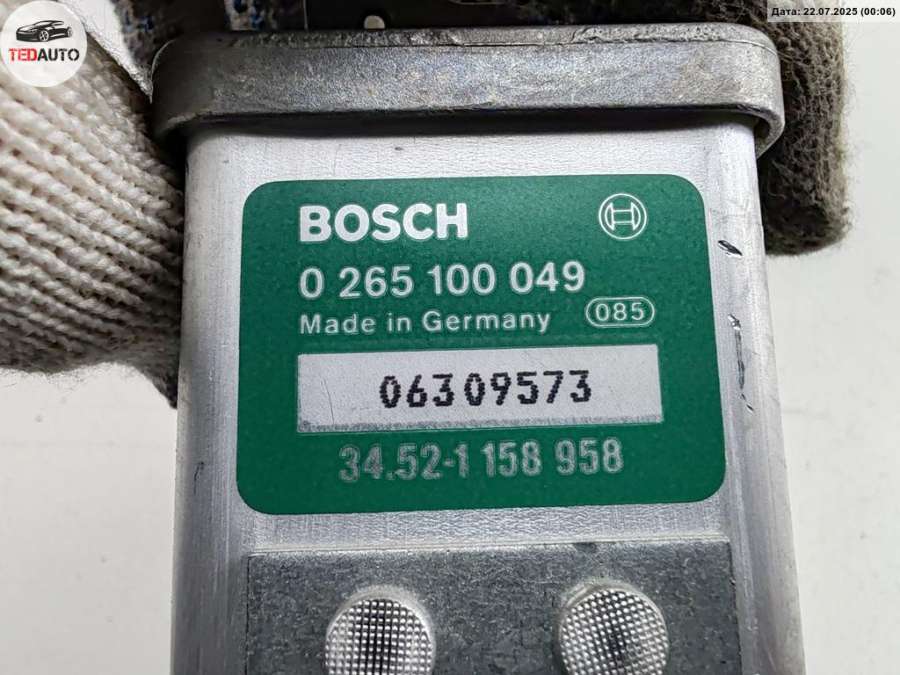 Дата: 22.07.2025 (00:06)
TEDAUTO
BOSCH
0 265 100 049
Made in Germany 085
06309573
34.52-1 158 958